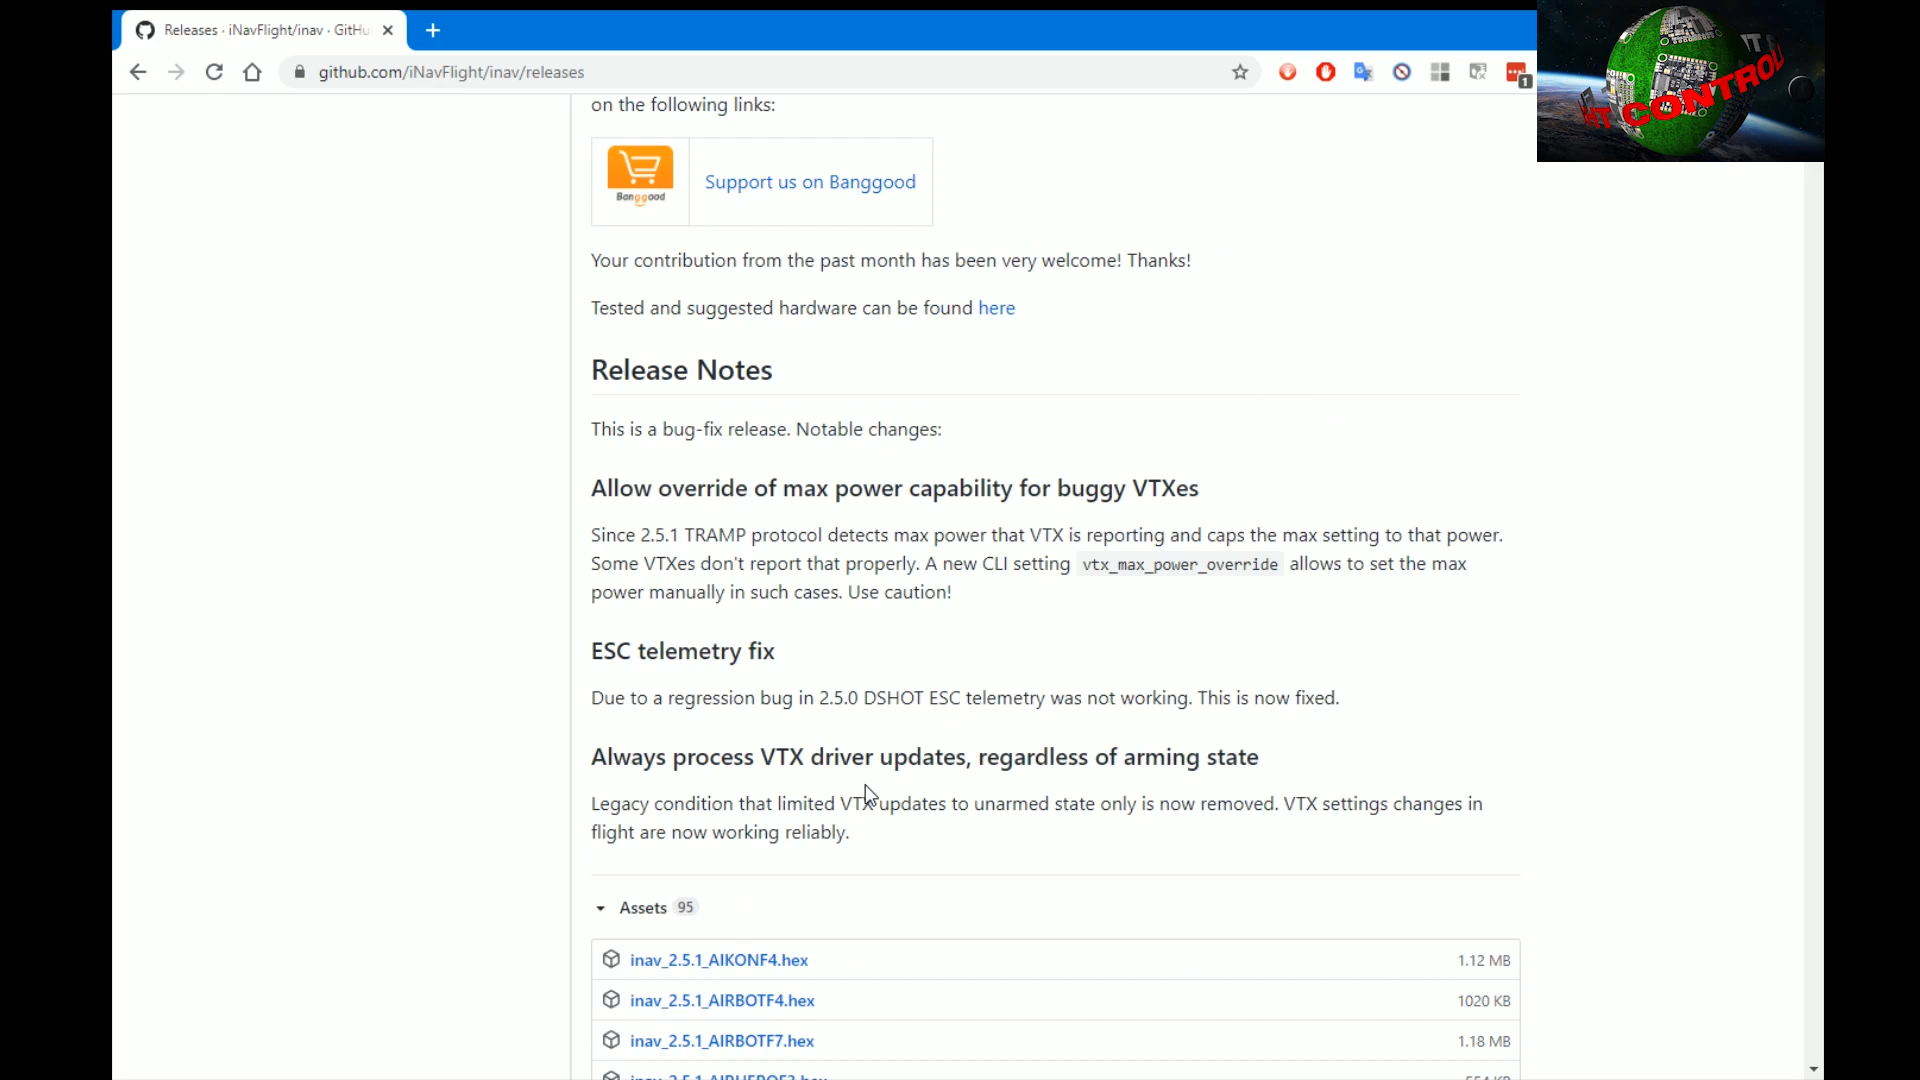 Releases · iNavFlight/inav · GitHu
github.com/iNavFlight/inav/releases
1
HT CONTROL
on the following links:
Banggood
Support us on Banggood
Your contribution from the past month has been very welcome! Thanks!
Tested and suggested hardware can be found here
Release Notes
This is a bug-fix release. Notable changes:
Allow override of max power capability for buggy VTXes
Since 2.5.1 TRAMP protocol detects max power that VTX is reporting and caps the max setting to that power.
Some VTXes don't report that properly. A new CLI setting vtx_max_power_override allows to set the max
power manually in such cases. Use caution!
ESC telemetry fix
Due to a regression bug in 2.5.0 DSHOT ESC telemetry was not working. This is now fixed.
Always process VTX driver updates, regardless of arming state
Legacy condition that limited VTX updates to unarmed state only is now removed. VTX settings changes in
flight are now working reliably.
Assets 95
inav_2.5.1_AIKONF4.hex 1.12 MB
inav_2.5.1_AIRBOTF4.hex 1020 KB
inav_2.5.1_AIRBOTF7.hex 1.18 MB